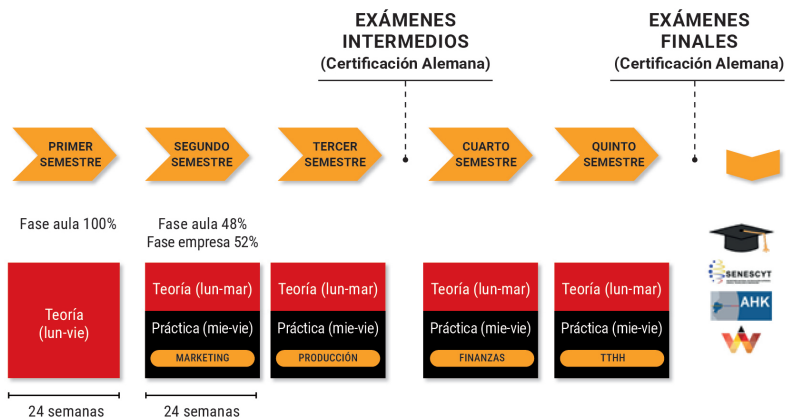 EXÁMENES
INTERMEDIOS
(Certificación Alemana)
EXÁMENES
FINALES
(Certificación Alemana)
PRIMER
SEMESTRE
SEGUNDO
SEMESTRE
TERCER
SEMESTRE
CUARTO
SEMESTRE
QUINTO
SEMESTRE
Fase aula 100%
Fase aula 48%
Fase empresa 52%
Teoría
(lun-vie)
Teoría (lun-mar)
Práctica (mie-vie)
MARKETING
Teoría (lun-mar)
Práctica (mie-vie)
PRODUCCIÓN
Teoría (lun-mar)
Práctica (mie-vie)
FINANZAS
Teoría (lun-mar)
Práctica (mie-vie)
TTHH
SENESCYT
AHK
24 semanas
24 semanas